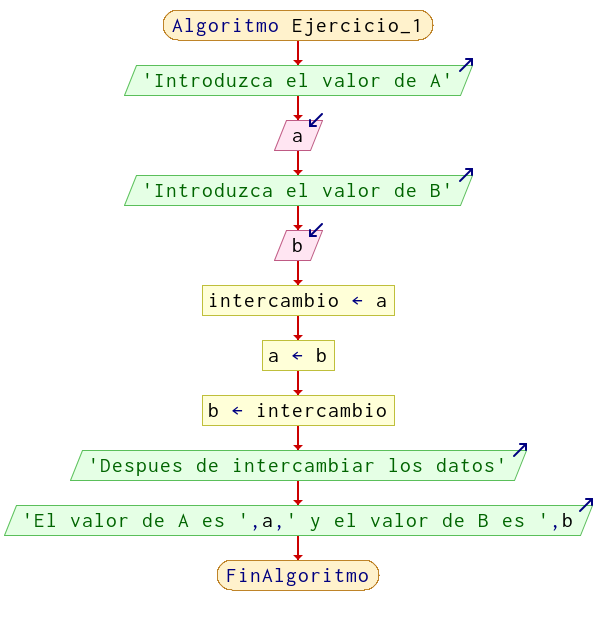 Algoritmo Ejercicio_1
'Introduzca el valor de A'
a
'Introduzca el valor de B'
b
intercambio ← a
a ← b
b ← intercambio
'Despues de intercambiar los datos'
'El valor de A es ',a,' y el valor de B es ',b
FinAlgoritmo